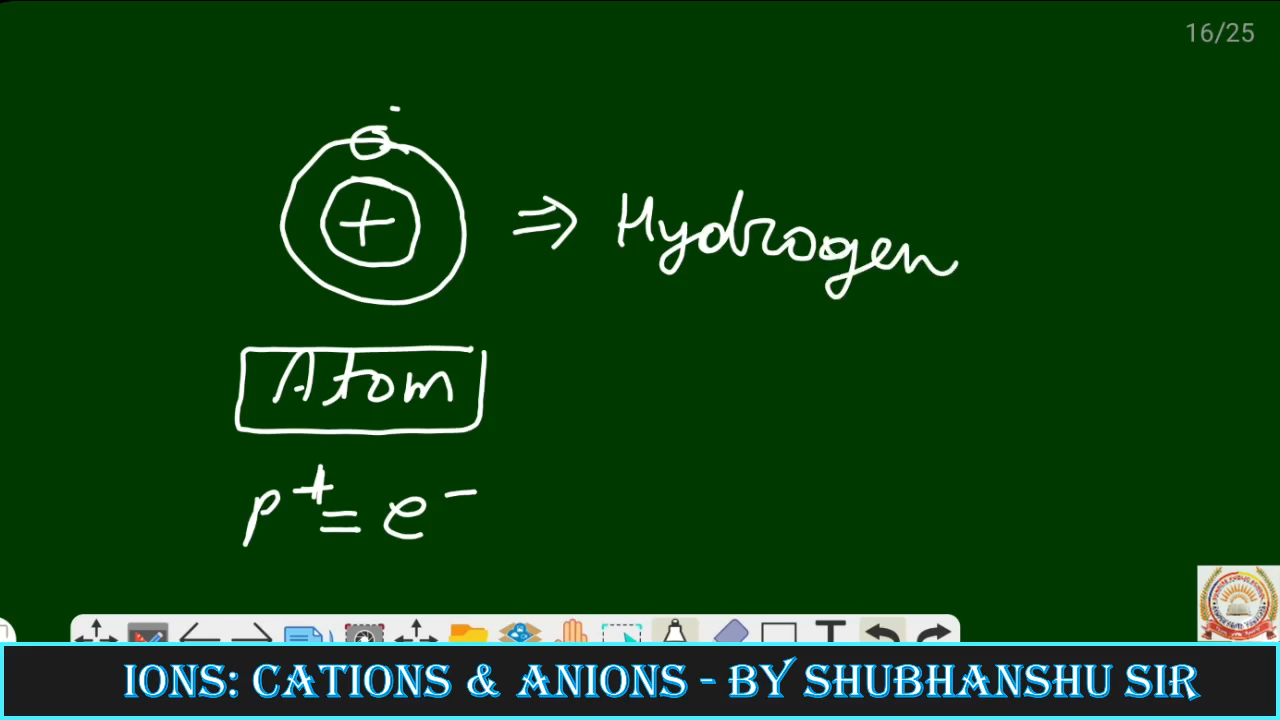 16/25
e-
+ ⇒ Hydrogen
Atom
p+ = e-
T
IONS: CATIONS & ANIONS - BY SHUBHANSHU SIR